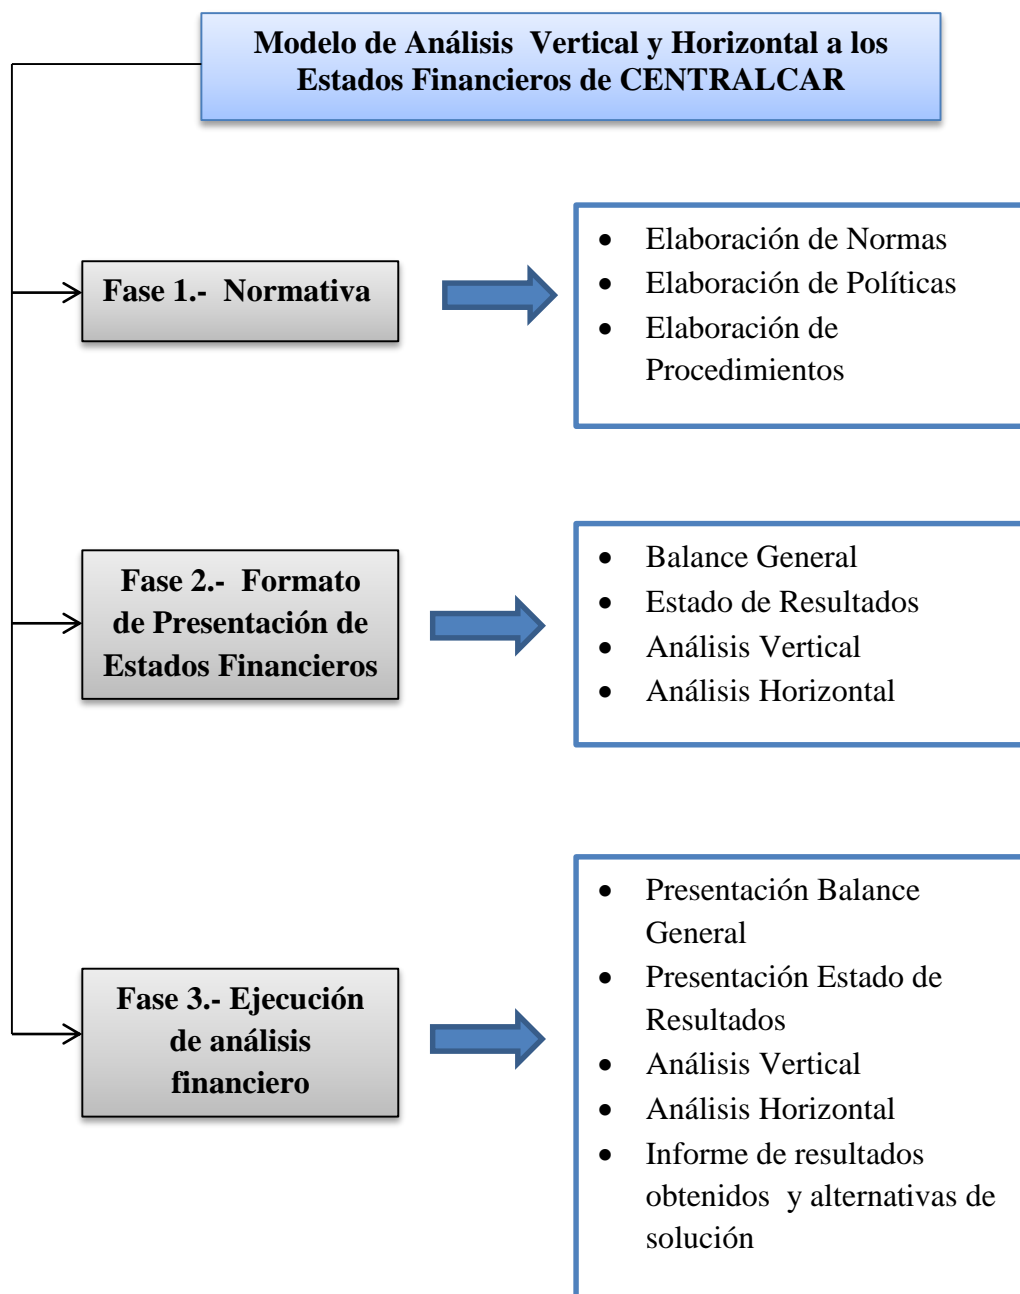 Modelo de Análisis  Vertical y Horizontal a los
Estados Financieros de CENTRALCAR
Fase 1.-  Normativa
• Elaboración de Normas
• Elaboración de Políticas
• Elaboración de
Procedimientos
Fase 2.-  Formato
de Presentación de
Estados Financieros
• Balance General
• Estado de Resultados
• Análisis Vertical
• Análisis Horizontal
Fase 3.- Ejecución
de análisis
financiero
• Presentación Balance
General
• Presentación Estado de
Resultados
• Análisis Vertical
• Análisis Horizontal
• Informe de resultados
obtenidos  y alternativas de
solución